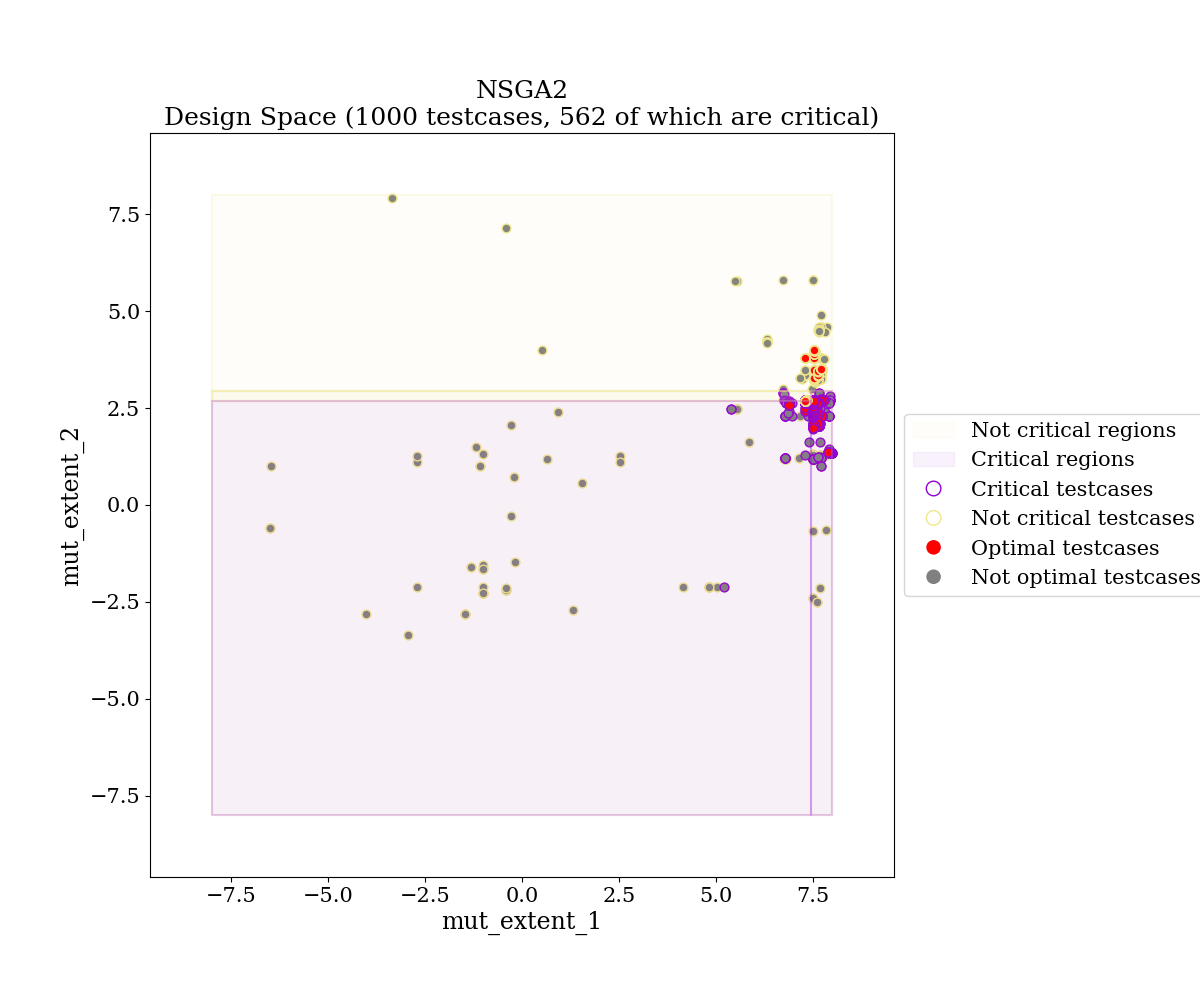 NSGA2
Design Space (1000 testcases, 562 of which are critical)
7.5
5.0
2.5
0.0
−2.5
−5.0
−7.5
mut_extent_2
−7.5
−5.0
−2.5
0.0
2.5
5.0
7.5
mut_extent_1
Not critical regions
Critical regions
Critical testcases
Not critical testcases
Optimal testcases
Not optimal testcases